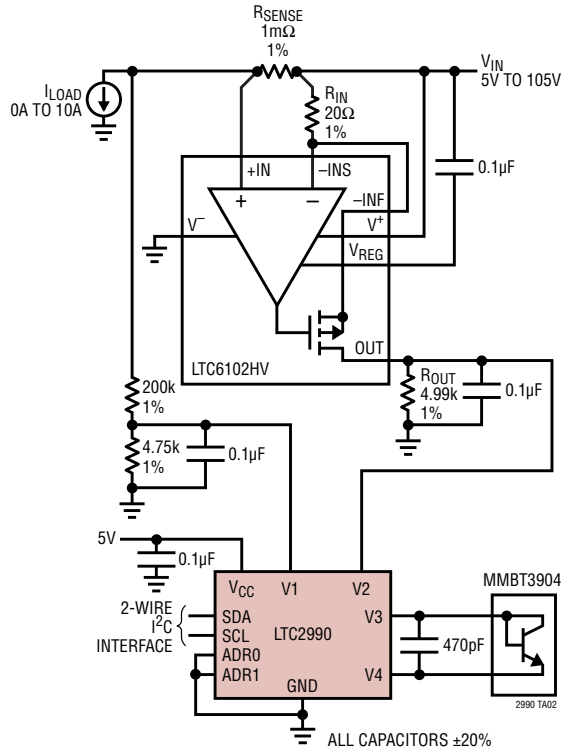 RSENSE
1mΩ
1%
VIN
5V TO 105V
ILOAD
0A TO 10A
RIN
20Ω
1%
0.1µF
+IN
–INS
–INF
+
–
V–
V+
VREG
OUT
LTC6102HV
200k
1%
ROUT
4.99k
1%
0.1µF
4.75k
1%
0.1µF
5V
0.1µF
VCC
V1
V2
MMBT3904
2-WIRE
I2C
INTERFACE
SDA
SCL
ADR0
ADR1
LTC2990
V3
V4
470pF
GND
2990 TA02
ALL CAPACITORS ±20%